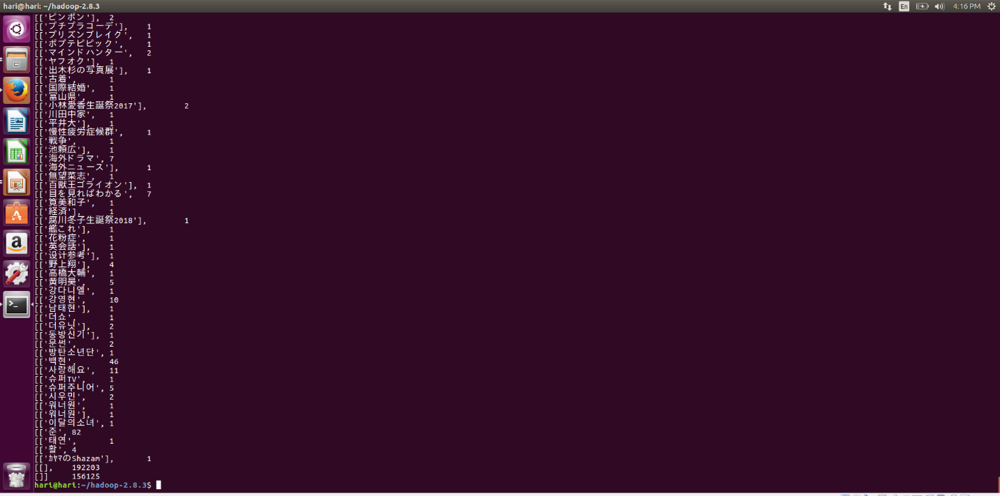 hari@hari: ~/hadoop-2.8.3
En
4:16 PM
[['ピンポン'], 2
[['プチプラコーデ'], 1
[['プリズンブレイク', 1
[['ポプテピピック', 1
[['マインドハンター', 2
[['ヤフオク'], 1
[['出木杉の写真展'], 1
[['古着', 1
[['国際結婚', 1
[['富山県', 1
[['小林愛香生誕祭2017'], 2
[['川田中家', 1
[['平井大'], 1
[['慢性疲労症候群', 1
[['戦争', 1
[['池頼広'], 1
[['海外ドラマ', 7
[['海外ニュース'], 1
[['無望菜志', 1
[['百獣王ゴライオン'], 1
[['目を見ればわかる', 7
[['筧美和子', 1
[['経済'], 1
[['腐川冬子生誕祭2018'], 1
[['艦これ'], 1
[['花粉症', 1
[['英会話'], 1
[['设计参考'], 1
[['野上翔'], 4
[['高橋大輔', 1
[['黄明昊', 5
[['강다니엘', 1
[['강영현', 10
[['남태현'], 1
[['더쇼', 1
[['더유닛'], 2
[['동방신기'], 1
[['문썬', 2
[['방탄소년단', 1
[['백현', 46
[['사랑해요', 11
[['슈퍼TV', 1
[['슈퍼주니어', 5
[['시우민', 2
[['워너원', 1
[['워너원'], 1
[['이달의소녀', 1
[['준', 82
[['태연', 1
[['활', 4
[['ｶﾔﾏのShazam'], 1
[[], 192203
[]] 156125
hari@hari:~/hadoop-2.8.3$